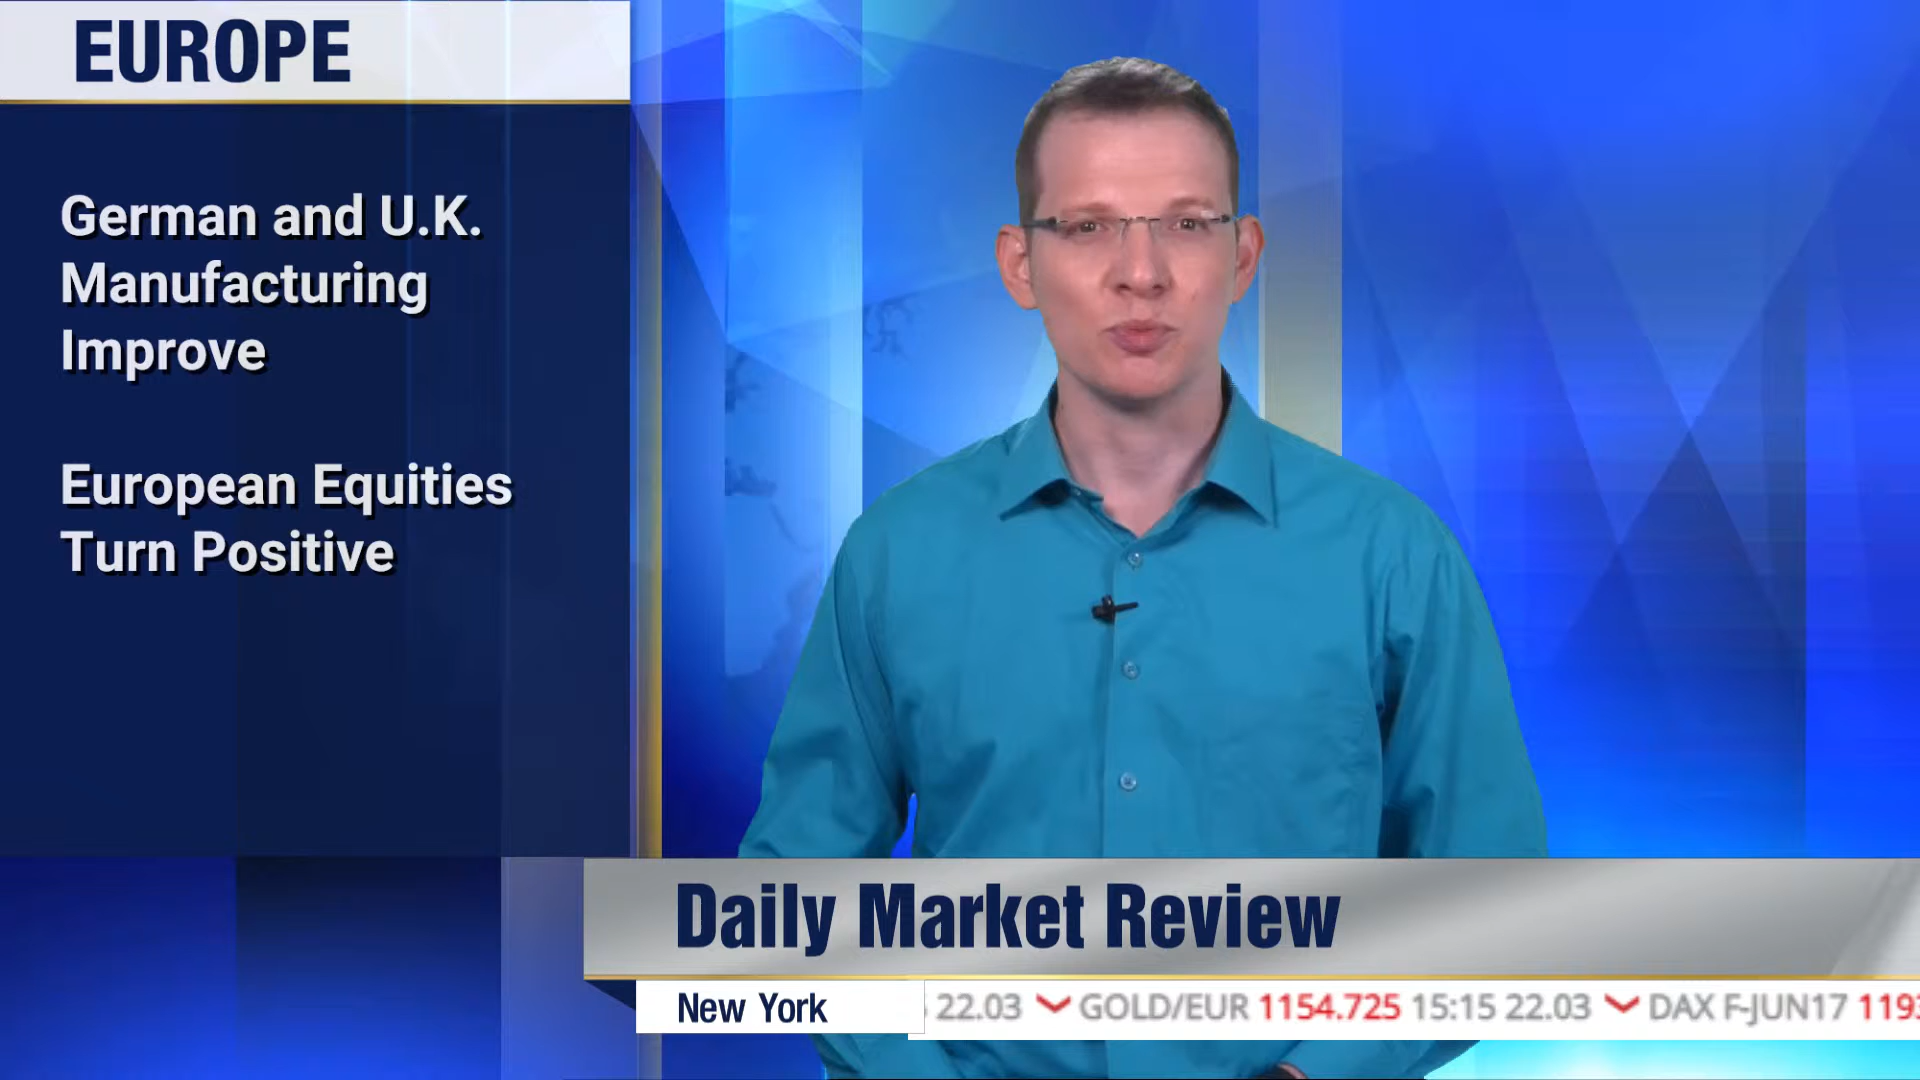 EUROPE
German and U.K.
Manufacturing
Improve
European Equities
Turn Positive
Daily Market Review
New York
22.03 GOLD/EUR 1154.725 15:15 22.03 DAX F-JUN17 1193